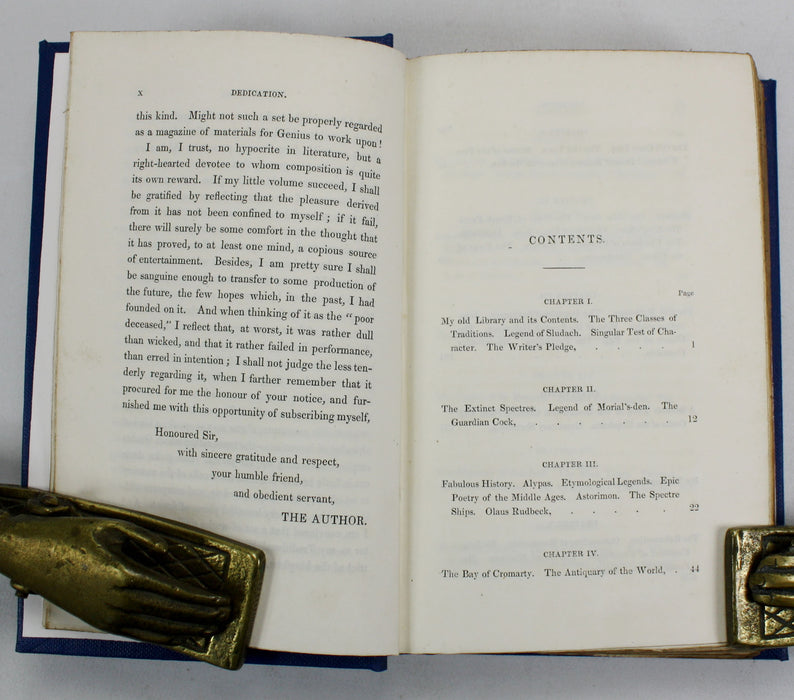 x DEDICATION.
this kind. Might not such a set be properly regarded
as a magazine of materials for Genius to work upon!
I am, I trust, no hypocrite in literature, but a
right-hearted devotee to whom composition is quite
its own reward. If my little volume succeed, I shall
be gratified by reflecting that the pleasure derived
from it has not been confined to myself; if it fail,
there will surely be some comfort in the thought that
it has proved, to at least one mind, a copious source
of entertainment. Besides, I am pretty sure I shall
be sanguine enough to transfer to some production of
the future, the few hopes which, in the past, I had
founded on it. And when thinking of it as the “poor
deceased,” I reflect that, at worst, it was rather dull
than wicked, and that it rather failed in performance,
than erred in intention; I shall not judge the less ten-
derly regarding it, when I farther remember that it
procured for me the honour of your notice, and fur-
nished me with this opportunity of subscribing myself,
Honoured Sir,
with sincere gratitude and respect,
your humble friend,
and obedient servant,
THE AUTHOR.
CONTENTS.
Page
CHAPTER I.
My old Library and its Contents. The Three Classes of
Traditions. Legend of Sludach. Singular Test of Cha-
racter. The Writer's Pledge, . . . . 1
CHAPTER II.
The Extinct Spectres. Legend of Morial's-den. The
Guardian Cock, . . . . . . . 12
CHAPTER III.
Fabulous History. Alypas. Etymological Legends. Epic
Poetry of the Middle Ages. Astorimon. The Spectre
Ships. Olaus Rudbeck, . . . . . 22
CHAPTER IV.
The Bay of Cromarty. The Antiquary of the World, . 44